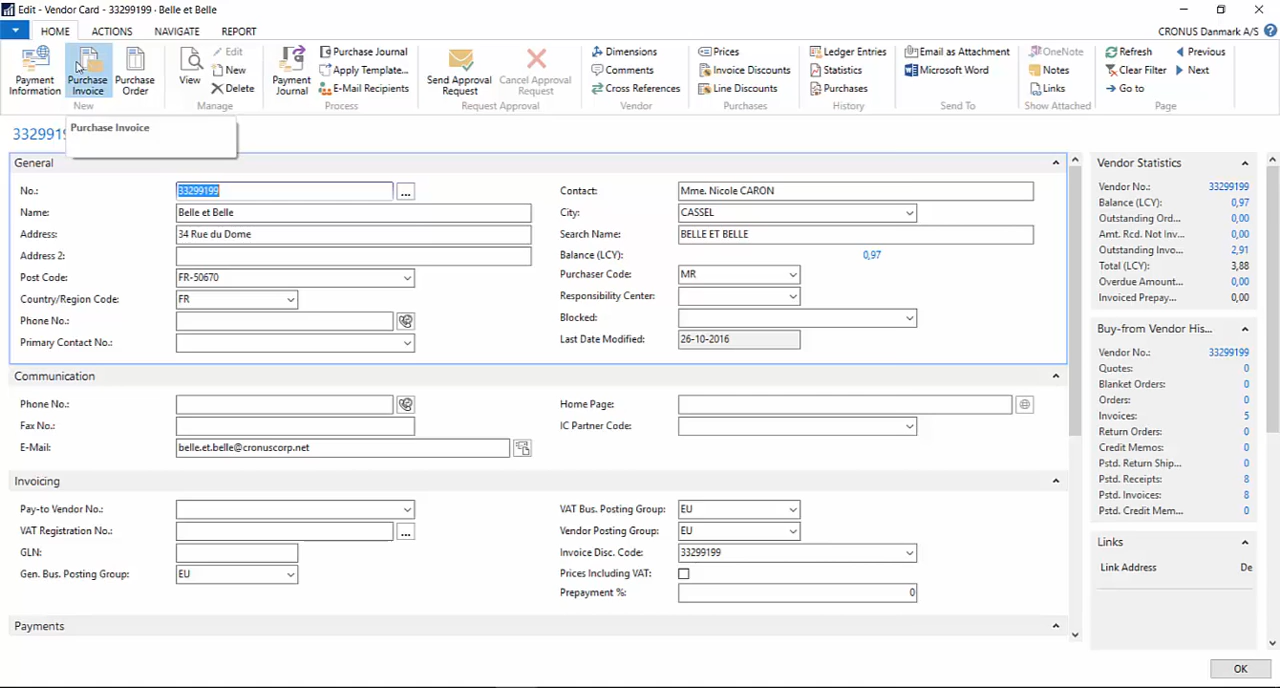 Edit - Vendor Card - 33299199 · Belle et Belle
HOME ACTIONS NAVIGATE REPORT
CRONUS Danmark A/S
Payment Information
Purchase Invoice
Purchase Order
New
View
Edit
New
Delete
Manage
Payment Journal
Purchase Journal
Apply Template...
E-Mail Recipients
Process
Send Approval Request
Cancel Approval Request
Request Approval
Dimensions
Comments
Cross References
Vendor
Prices
Invoice Discounts
Line Discounts
Purchases
Ledger Entries
Statistics
Purchases
History
Email as Attachment
Microsoft Word
Send To
OneNote
Notes
Links
Show Attached
Refresh
Clear Filter
Go to
Previous
Next
Page
Purchase Invoice
3329919
General
No.: 33299199 ...
Name: Belle et Belle
Address: 34 Rue du Dome
Address 2:
Post Code: FR-50670
Country/Region Code: FR
Phone No.:
Primary Contact No.:
Contact: Mme. Nicole CARON
City: CASSEL
Search Name: BELLE ET BELLE
Balance (LCY): 0,97
Purchaser Code: MR
Responsibility Center:
Blocked:
Last Date Modified: 26-10-2016
Communication
Phone No.:
Fax No.:
E-Mail: belle.et.belle@cronuscorp.net
Home Page:
IC Partner Code:
Invoicing
Pay-to Vendor No.:
VAT Registration No.: ...
GLN:
Gen. Bus. Posting Group: EU
VAT Bus. Posting Group: EU
Vendor Posting Group: EU
Invoice Disc. Code: 33299199
Prices Including VAT:
Prepayment %: 0
Payments
Vendor Statistics
Vendor No.: 33299199
Balance (LCY): 0,97
Outstanding Ord... 0,00
Amt. Rcd. Not Inv... 0,00
Outstanding Invo... 2,91
Total (LCY): 3,88
Overdue Amount... 0,00
Invoiced Prepay... 0,00
Buy-from Vendor His...
Vendor No.: 33299199
Quotes: 0
Blanket Orders: 0
Orders: 0
Invoices: 5
Return Orders: 0
Credit Memos: 0
Pstd. Return Ship... 0
Pstd. Receipts: 8
Pstd. Invoices: 8
Pstd. Credit Mem... 0
Links
Link Address De
OK